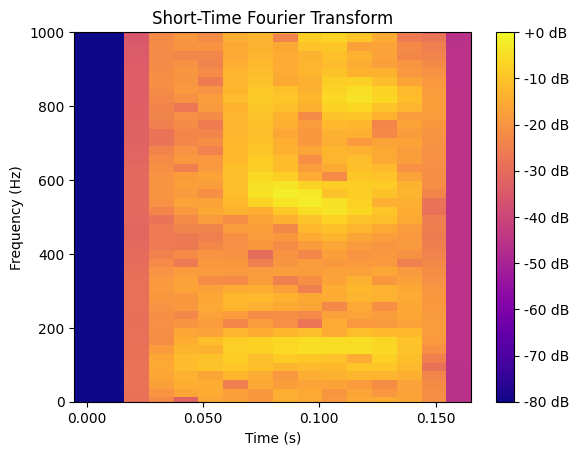 Short-Time Fourier Transform
1000
800
600
400
200
0
Frequency (Hz)
0.000
0.050
0.100
0.150
Time (s)
+0 dB
-10 dB
-20 dB
-30 dB
-40 dB
-50 dB
-60 dB
-70 dB
-80 dB